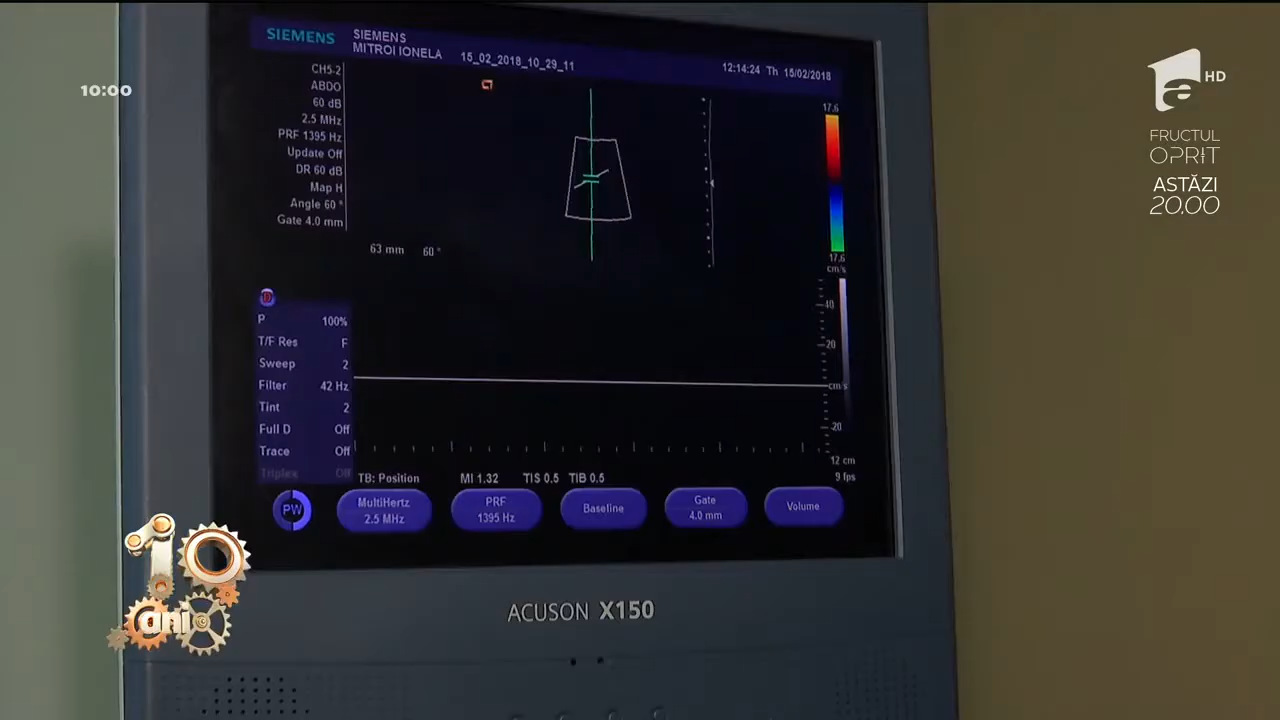 SIEMENS
SIEMENS
MITROI IONELA
15_02_2018_10_29_11
12:14:24 Th 15/02/2018
10:00
HD
FRUCTUL
OPRIT
ASTĂZI
20.00
CH5-2
ABDO
60 dB
2.5 MHz
PRF 1395 Hz
Update Off
DR 60 dB
Map H
Angle 60 °
Gate 4.0 mm
63 mm 60 °
17.6
17.6
cm/s
P 100%
T/F Res F
Sweep 2
Filter 42 Hz
Tint 2
Full D Off
Trace Off
Triplex Off
40
20
cm/s
-20
12 cm
9 fps
TB: Position MI 1.32 TIS 0.5 TIB 0.5
PW
MultiHertz
2.5 MHz
PRF
1395 Hz
Baseline
Gate
4.0 mm
Volume
10
ani
ACUSON X150